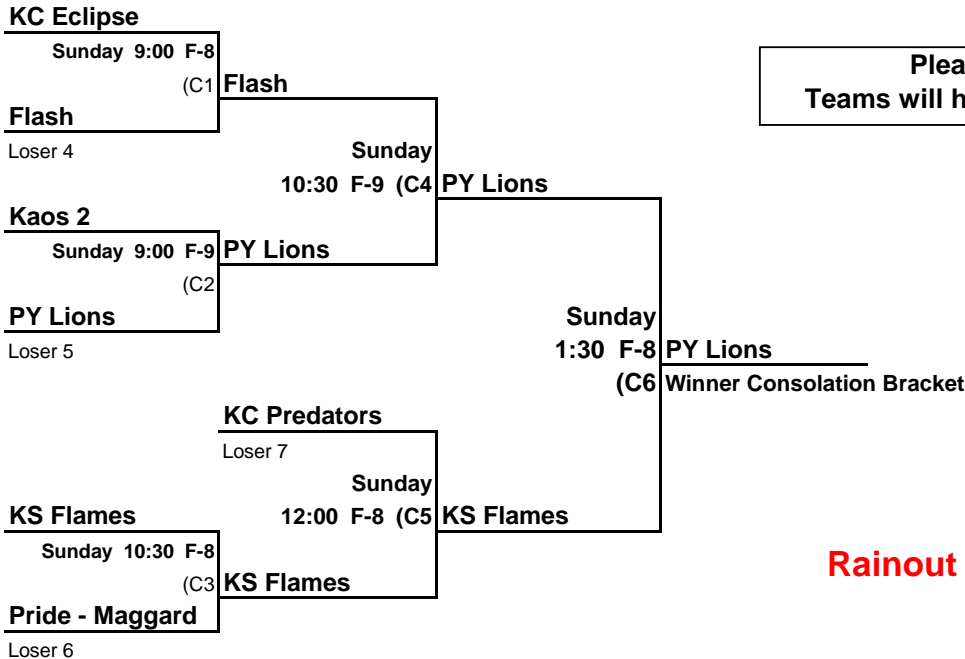 KC Eclipse
Sunday 9:00 F-8
(C1 Flash
Plea
Teams will h
Flash
Loser 4
Sunday
10:30 F-9 (C4 PY Lions
Kaos 2
Sunday 9:00 F-9 PY Lions
(C2
PY Lions
Loser 5
Sunday
1:30 F-8 PY Lions
(C6 Winner Consolation Bracket
KC Predators
Loser 7
Sunday
KS Flames
12:00 F-8 (C5 KS Flames
Sunday 10:30 F-8
(C3 KS Flames
Rainout
Pride - Maggard
Loser 6